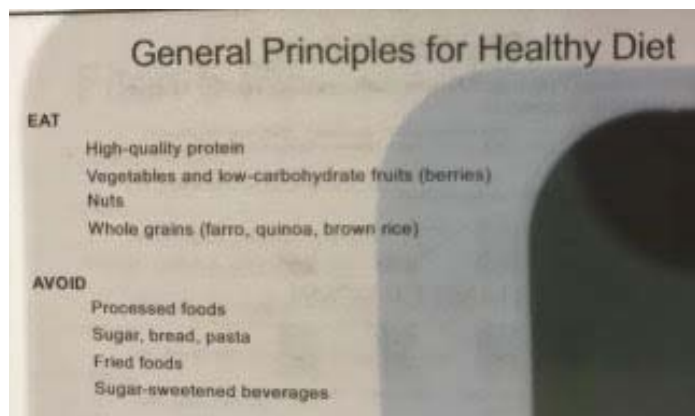 General Principles for Healthy Diet
EAT
High-quality protein
Vegetables and low-carbohydrate fruits (berries)
Nuts
Whole grains (farro, quinoa, brown rice)
AVOID
Processed foods
Sugar, bread, pasta
Fried foods
Sugar-sweetened beverages